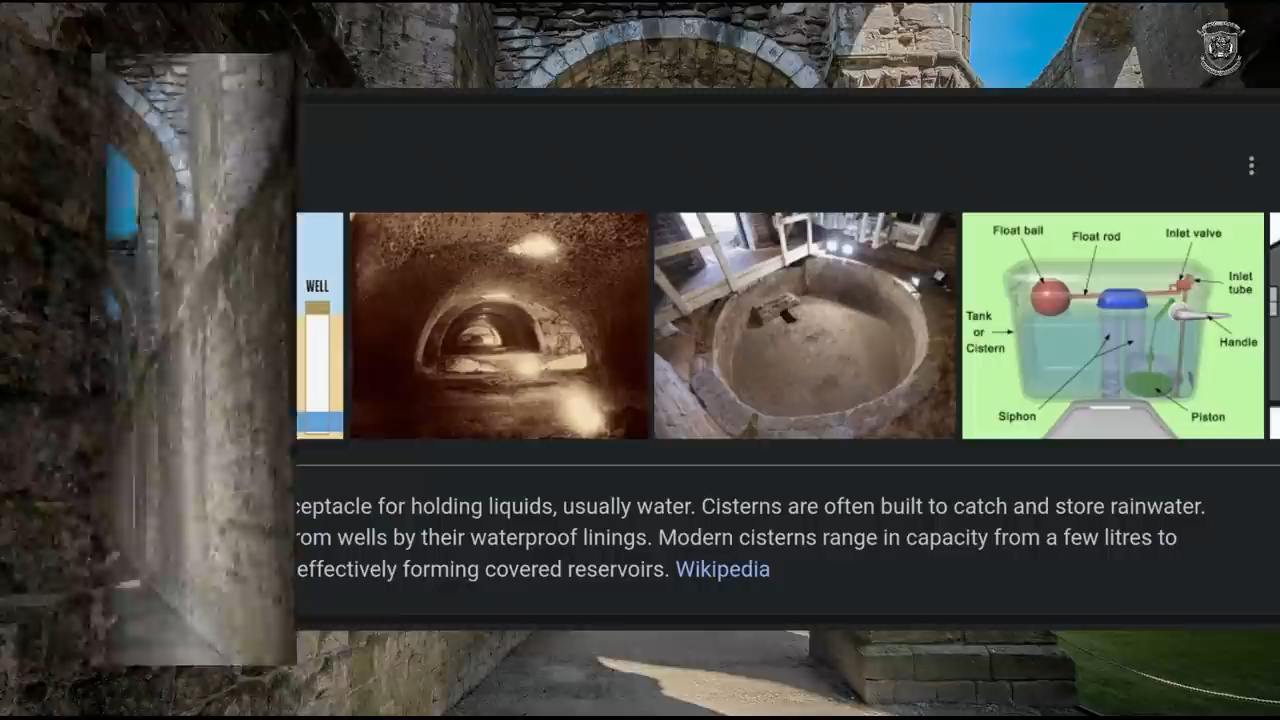 WELL
Float ball
Float rod
Inlet valve
Inlet
tube
Tank
or
Cistern
Handle
Siphon
Piston
ceptacle for holding liquids, usually water. Cisterns are often built to catch and store rainwater.
rom wells by their waterproof linings. Modern cisterns range in capacity from a few litres to
effectively forming covered reservoirs. Wikipedia